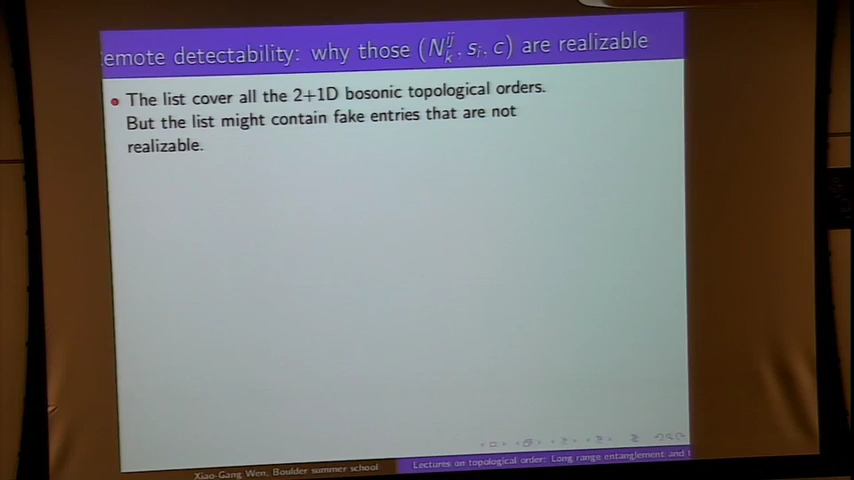 emote detectability: why those (N_k^{ij}, s_i, c) are realizable
• The list cover all the 2+1D bosonic topological orders.
But the list might contain fake entries that are not
realizable.
Xiao-Gang Wen, Boulder summer school
Lectures on topological order: Long range entanglement and t